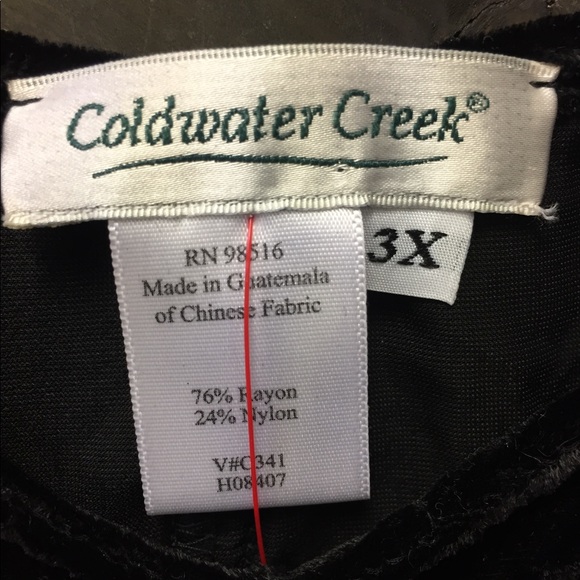 Coldwater Creek®
3X
RN 98516
Made in Guatemala
of Chinese Fabric
76% Rayon
24% Nylon
V#C341
H08407